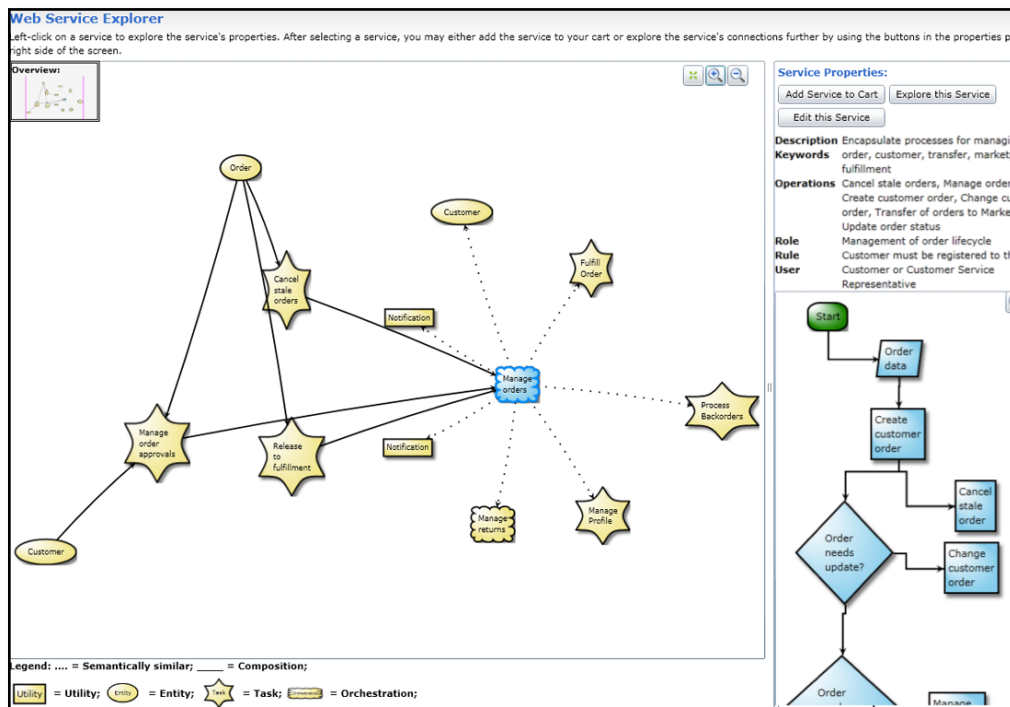 Web Service Explorer
Left-click on a service to explore the service's properties. After selecting a service, you may either add the service to your cart or explore the service's connections further by using the buttons in the properties p
right side of the screen.
Overview:
Order
Customer
Cancel
stale
orders
Fulfill
Order
Notification
Manage
orders
Process
Backorders
Manage
order
approvals
Release
to
fulfillment
Notification
Manage
returns
Manage
Profile
Customer
Legend: .... = Semantically similar; ____ = Composition;
Utility = Utility; Entity = Entity; Task = Task; = Orchestration;
Service Properties:
Add Service to Cart Explore this Service
Edit this Service
Description Encapsulate processes for managi
Keywords order, customer, transfer, market
fulfillment
Operations Cancel stale orders, Manage order
Create customer order, Change cu
order, Transfer of orders to Marke
Update order status
Role Management of order lifecycle
Rule Customer must be registered to th
User Customer or Customer Service
Representative
Start
Order
data
Create
customer
order
Cancel
stale
order
Order
needs
update?
Change
customer
order
Order
Manage